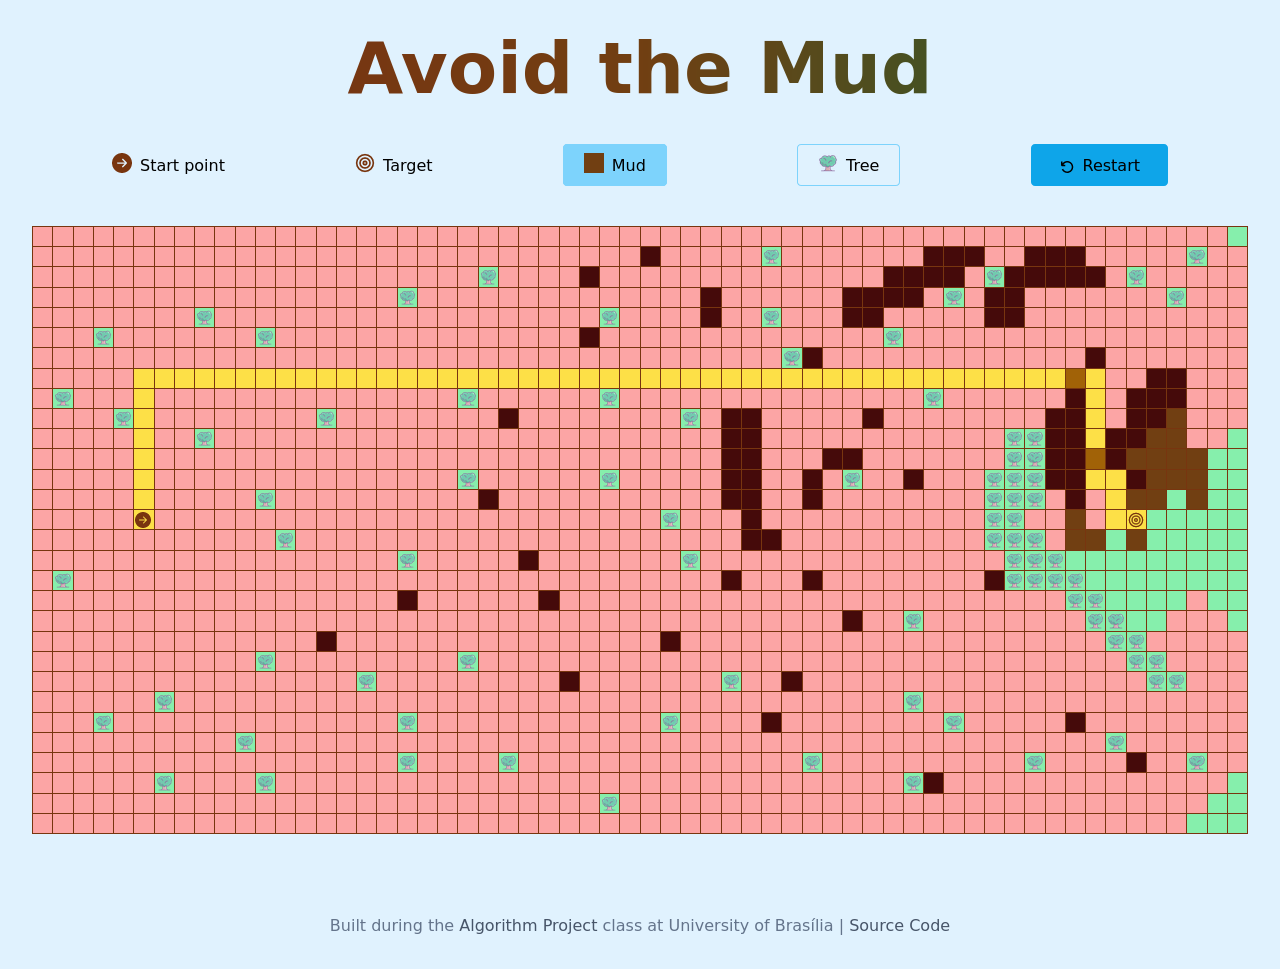 Avoid the Mud
Start point
Target
Mud
Tree
Restart
Built during the Algorithm Project class at University of Brasília | Source Code